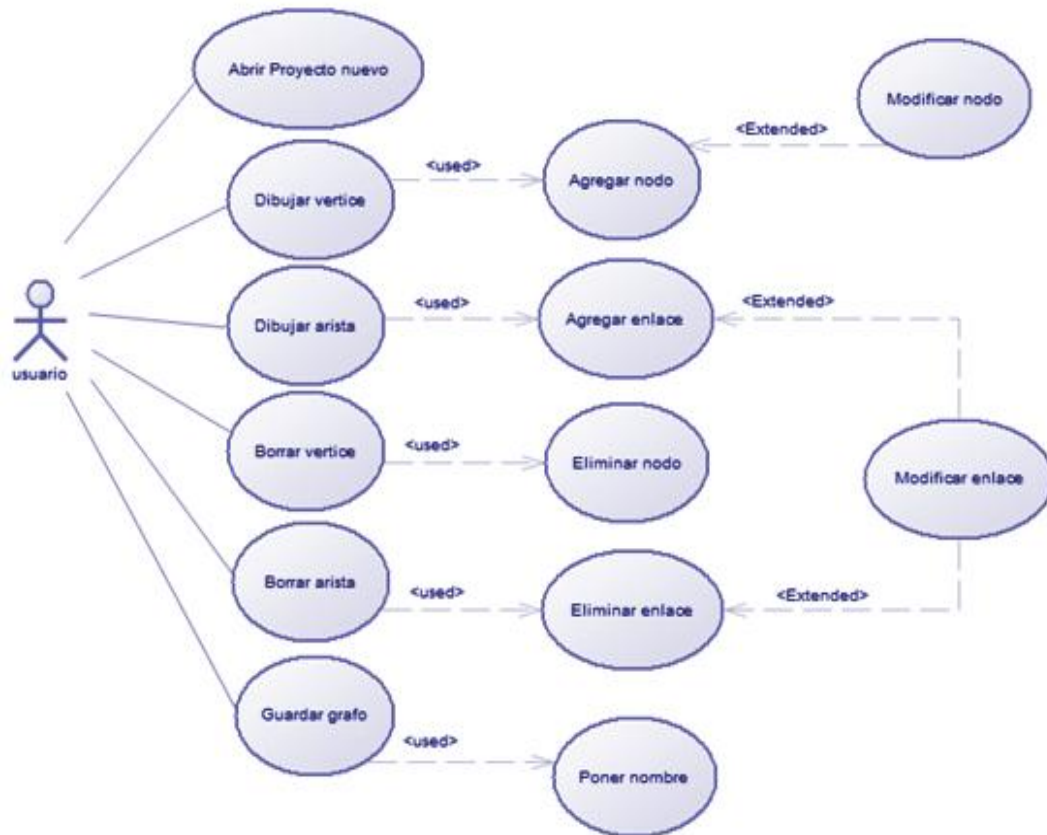 Abrir Proyecto nuevo
Modificar nodo
<Extended>
<used>
Dibujar vertice
Agregar nodo
<used>
<Extended>
Dibujar arista
Agregar enlace
usuario
<used>
Borrar vertice
Eliminar nodo
Modificar enlace
Borrar arista
<used>
Eliminar enlace
<Extended>
Guardar grafo
<used>
Poner nombre